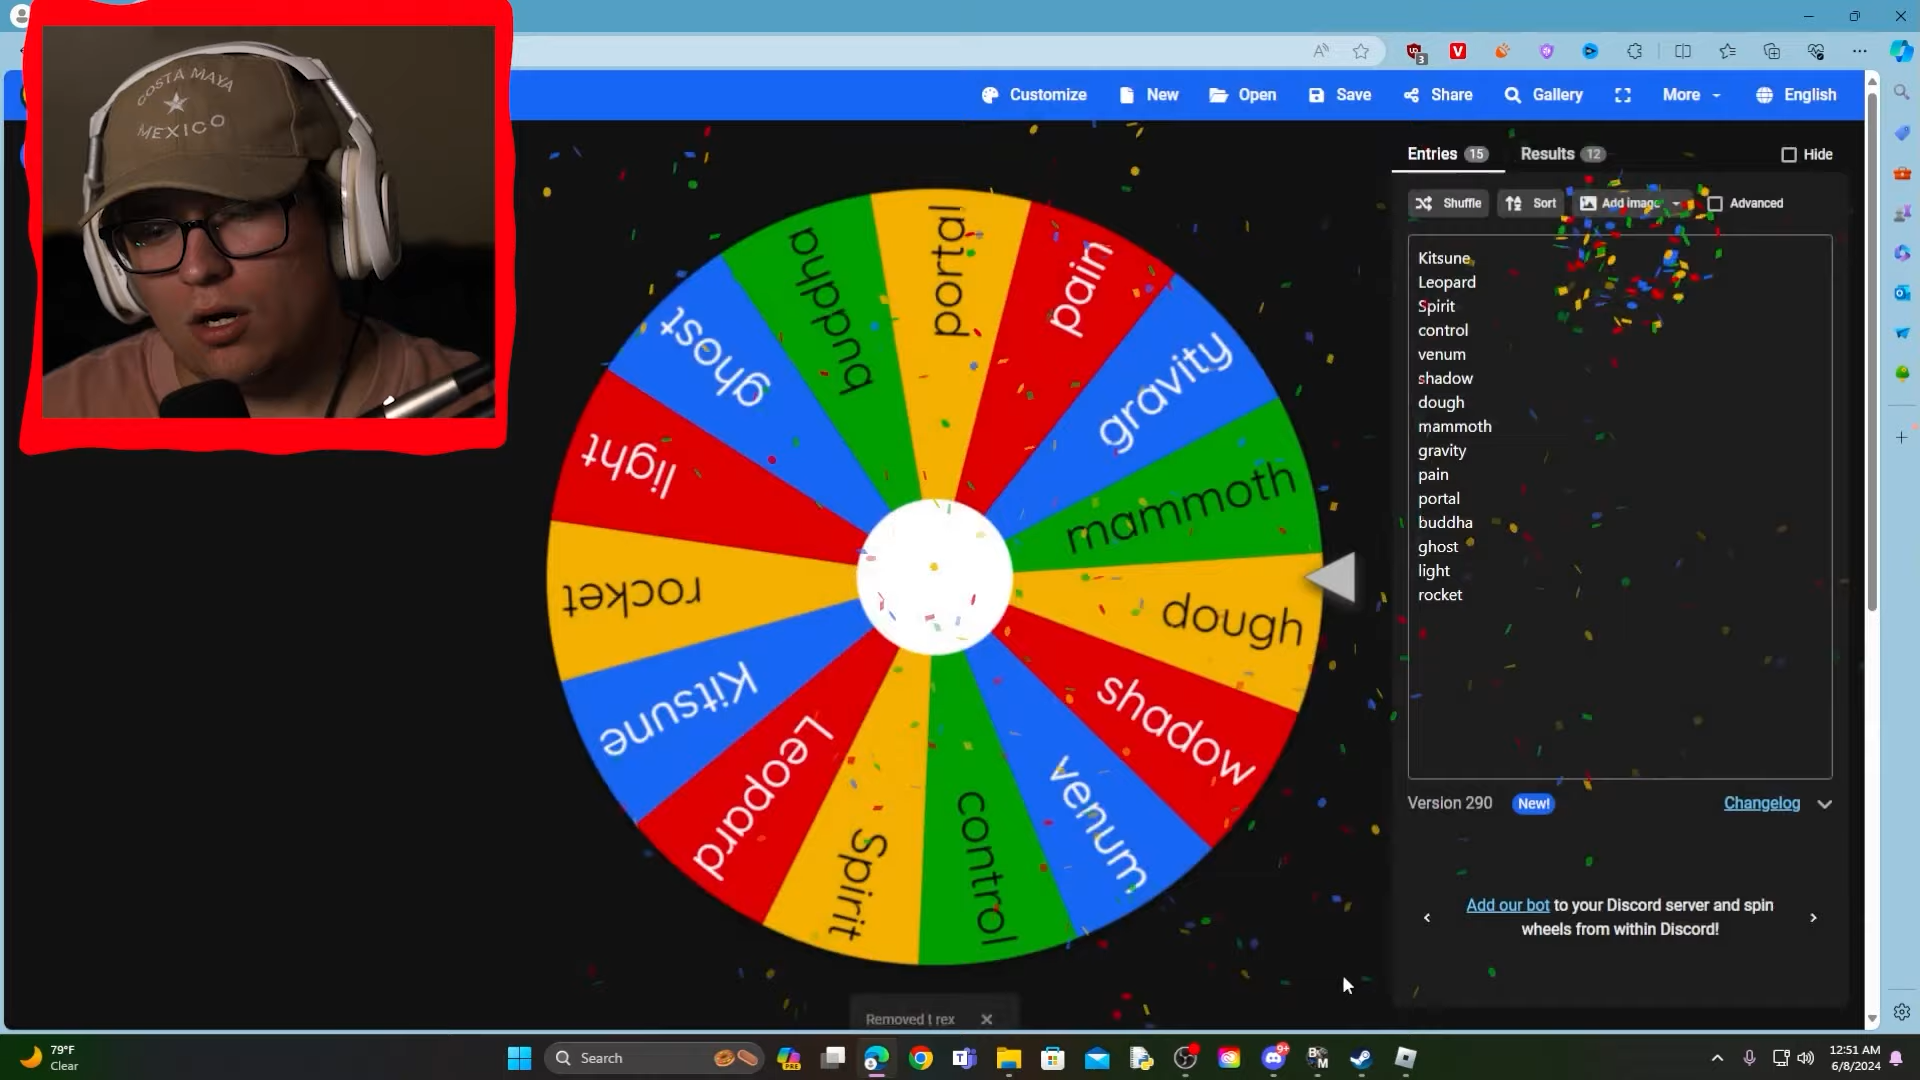 COSTA MAYA
MEXICO
3
Customize
New
Open
Save
Share
Gallery
More
English
Entries 15
Results 12
Hide
Shuffle
Sort
Add image
Advanced
Kitsune
Leopard
Spirit
control
venum
shadow
dough
mammoth
gravity
pain
portal
buddha
ghost
light
rocket
portal
pain
gravity
mammoth
dough
shadow
venum
control
Spirit
Leopard
Kitsune
rocket
light
ghost
buddha
Version 290
New!
Changelog
Add our bot to your Discord server and spin
wheels from within Discord!
Removed t rex
79°F
Clear
Search
PRE
9+
12:51 AM
6/8/2024